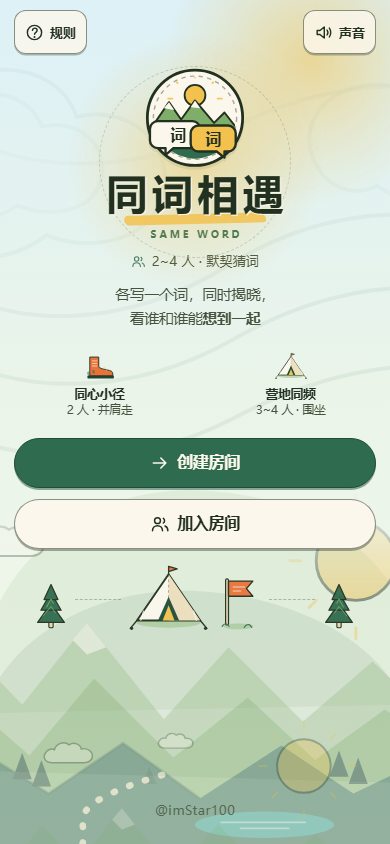 规则
声音
词
词
同词相遇
SAME WORD
2~4 人 · 默契猜词
各写一个词，同时揭晓，
看谁和谁能想到一起
同心小径
2 人 · 并肩走
营地同频
3~4 人 · 围坐
创建房间
加入房间
@imStar100